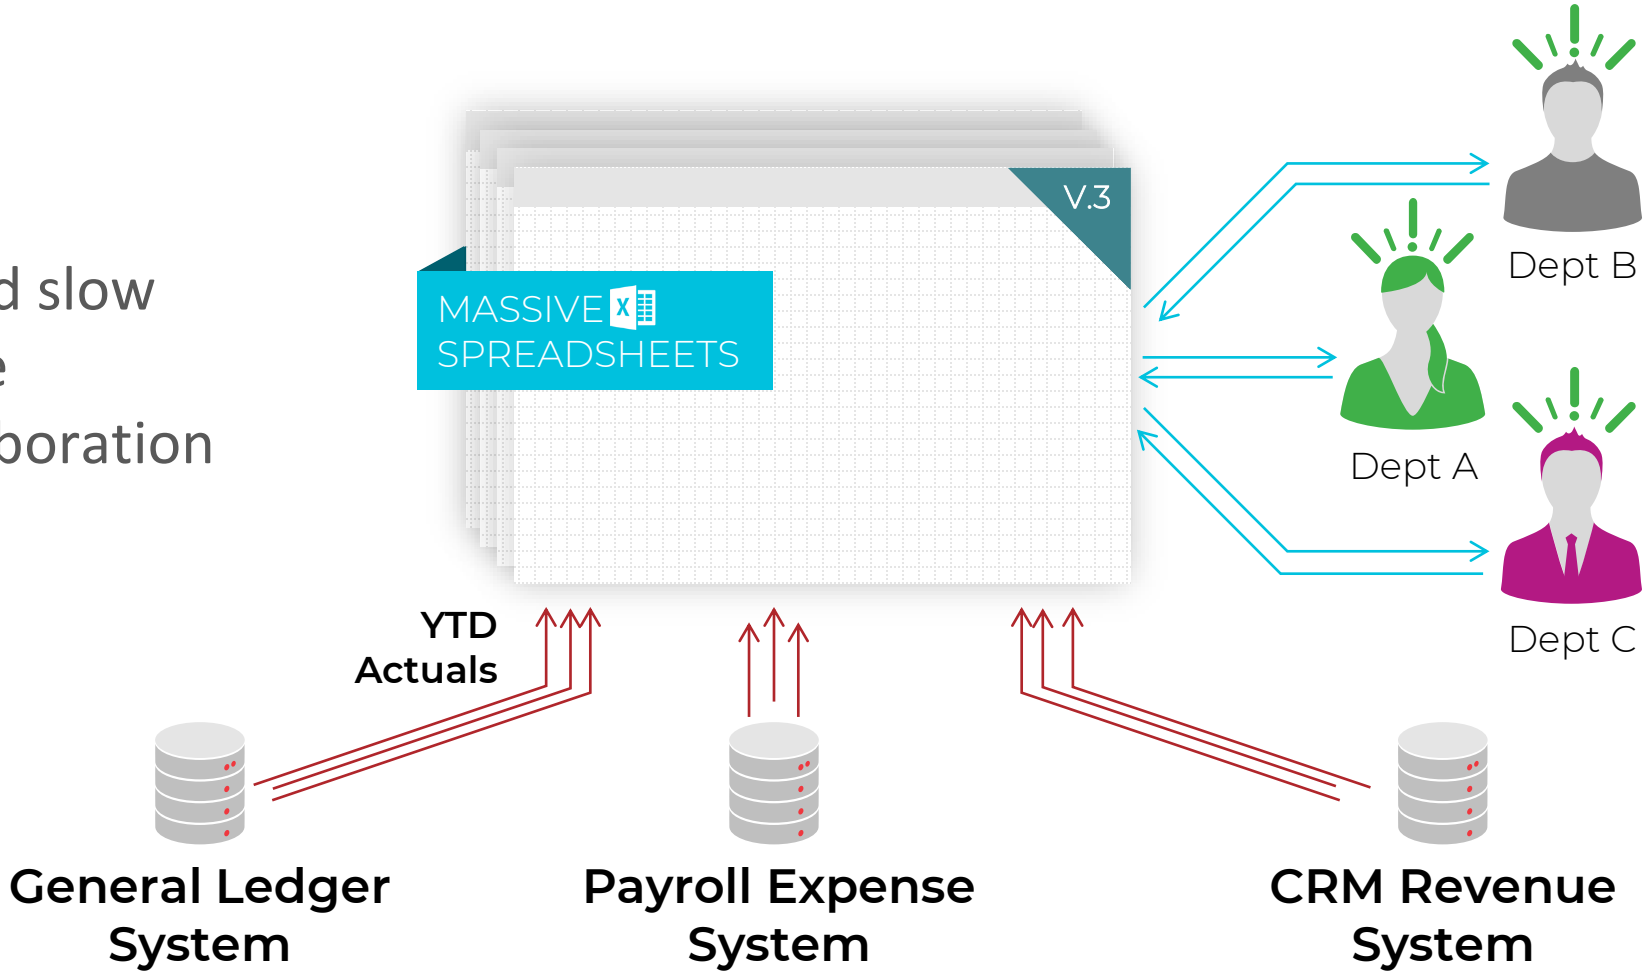 d slow
e
boration
MASSIVE
SPREADSHEETS
V.3
Dept B
Dept A
Dept C
YTD
Actuals
General Ledger
System
Payroll Expense
System
CRM Revenue
System